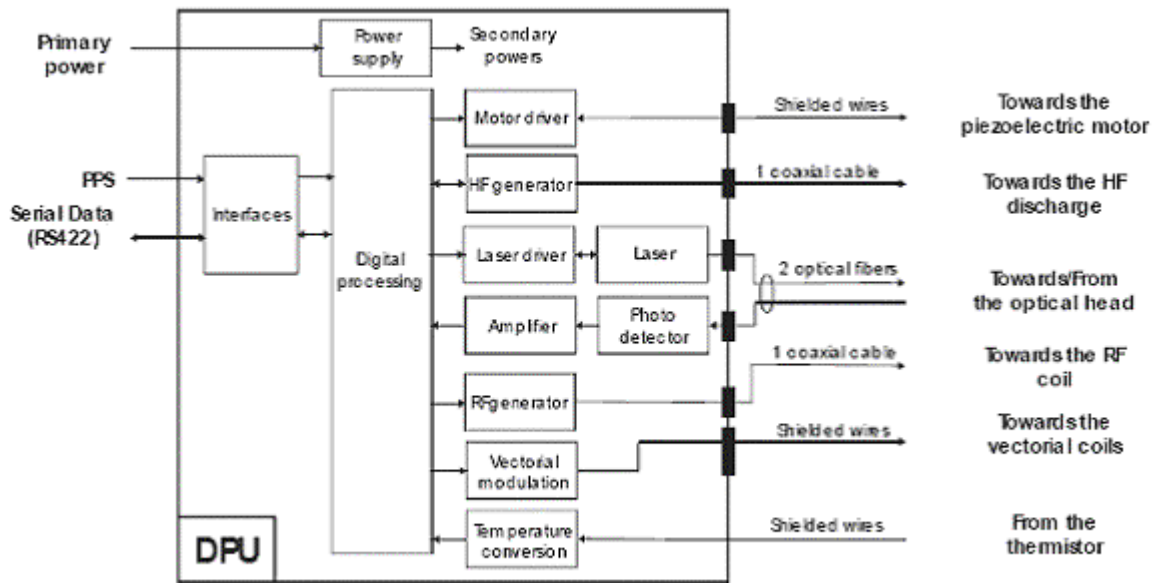 Primary
power
Power
supply
Secondary
powers
Motor driver
Shielded wires
Towards the
piezoelectric motor
PPS
Serial Data
(RS422)
Interfaces
Digital
processing
HF generator
1 coaxial cable
Towards the HF
discharge
Laser driver
Laser
2 optical fibers
Towards/From
the optical head
Amplifier
Photo
detector
1 coaxial cable
Towards the RF
coil
RF generator
Shielded wires
Towards the
vectorial coils
Vectorial
modulation
Temperature
conversion
Shielded wires
From the
thermistor
DPU